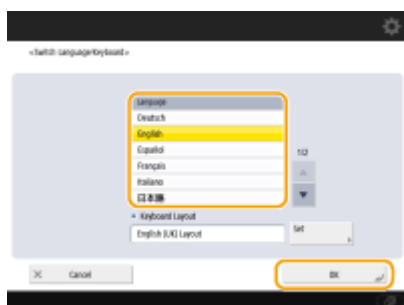 <Switch Language/Keyboard>
Language
Deutsch
English
Español
Français
Italiano
日本語
1/2
Keyboard Layout
English (UK) Layout
Set
Cancel
OK